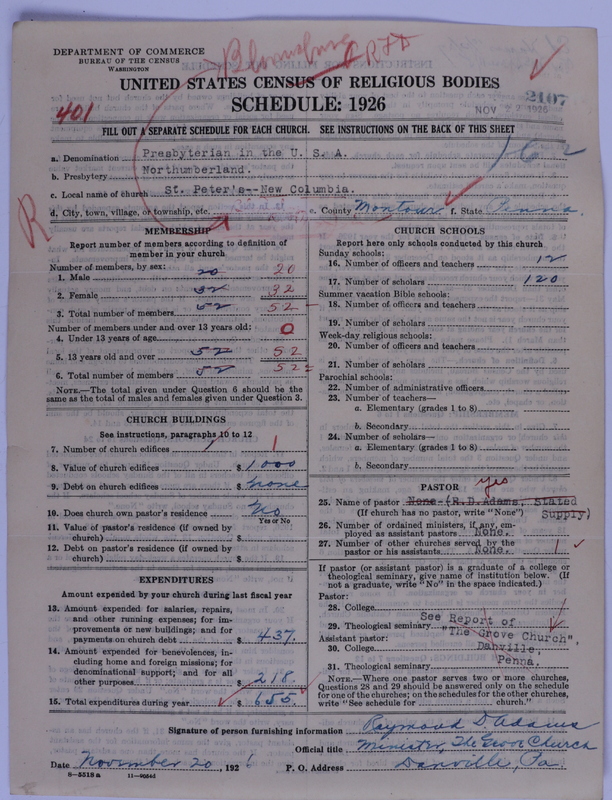 Bloomsburg
DEPARTMENT OF COMMERCE
BUREAU OF THE CENSUS
WASHINGTON
UNITED STATES CENSUS OF RELIGIOUS BODIES
SCHEDULE: 1926
401
2107
NOV 22 1926
FILL OUT A SEPARATE SCHEDULE FOR EACH CHURCH. SEE INSTRUCTIONS ON THE BACK OF THIS SHEET
a. Denomination Presbyterian in the U. S. A.
b. Presbytery Northumberland.
c. Local name of church St. Peter's--New Columbia.
d. City, town, village, or township, etc.
e. County Montour f. State Penna.
R
MEMBERSHIP
Report number of members according to definition of member in your church
Number of members, by sex:
1. Male 20 20
2. Female 32 32
3. Total number of members 52 52
Number of members under and over 13 years old:
4. Under 13 years of age 0
5. 13 years old and over 52 52
6. Total number of members 52 52
NOTE.—The total given under Question 6 should be the same as the total of males and females given under Question 3.
CHURCH BUILDINGS
See instructions, paragraphs 10 to 12
7. Number of church edifices 1 1
8. Value of church edifices $ 1000
9. Debt on church edifices $ none
10. Does church own pastor's residence No
Yes or No
11. Value of pastor's residence (if owned by church) $
12. Debt on pastor's residence (if owned by church) $
EXPENDITURES
Amount expended by your church during last fiscal year
13. Amount expended for salaries, repairs, and other running expenses; for improvements or new buildings; and for payments on church debt $ 437.
14. Amount expended for benevolences, including home and foreign missions; for denominational support; and for all other purposes $ 218.
15. Total expenditures during year $ 655.
CHURCH SCHOOLS
Report here only schools conducted by this church
Sunday schools:
16. Number of officers and teachers 12
17. Number of scholars 120
Summer vacation Bible schools:
18. Number of officers and teachers
19. Number of scholars
Week-day religious schools:
20. Number of officers and teachers
21. Number of scholars
Parochial schools:
22. Number of administrative officers
23. Number of teachers—
a. Elementary (grades 1 to 8)
b. Secondary
24. Number of scholars—
a. Elementary (grades 1 to 8)
b. Secondary
PASTOR yes
25. Name of pastor None-(R.D.Adams, Stated Supply)
(If church has no pastor, write "None")
26. Number of ordained ministers, if any, employed as assistant pastors None.
27. Number of other churches served by the pastor or his assistants None. 1
If pastor (or assistant pastor) is a graduate of a college or theological seminary, give name of institution below. (If not a graduate, write "No" in the space indicated.)
Pastor:
28. College
See Report of
29. Theological seminary "The Grove Church",
Assistant pastor:
30. College Danville,
31. Theological seminary Penna.
NOTE.—Where one pastor serves two or more churches, Questions 28 and 29 should be answered only on the schedule for one of the churches; on the schedules for the other churches, write "See schedule for church."
Signature of person furnishing information Raymond D Adams
Official title Minister, The Grove Church
Date November 20, 1926
P. O. Address Danville, Pa.
8—5518 a 11—9054d